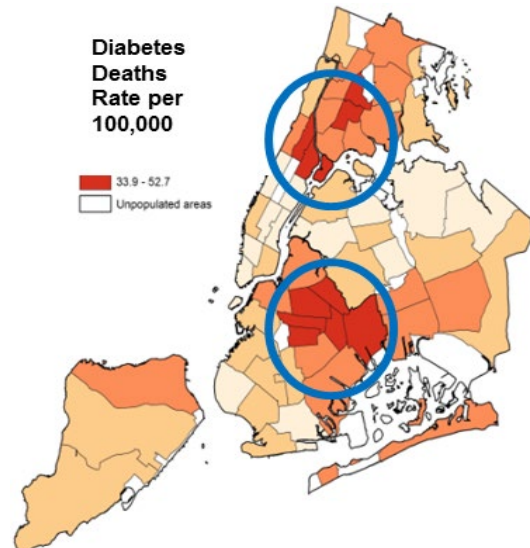 Diabetes
Deaths
Rate per
100,000
33.9 - 52.7
Unpopulated areas